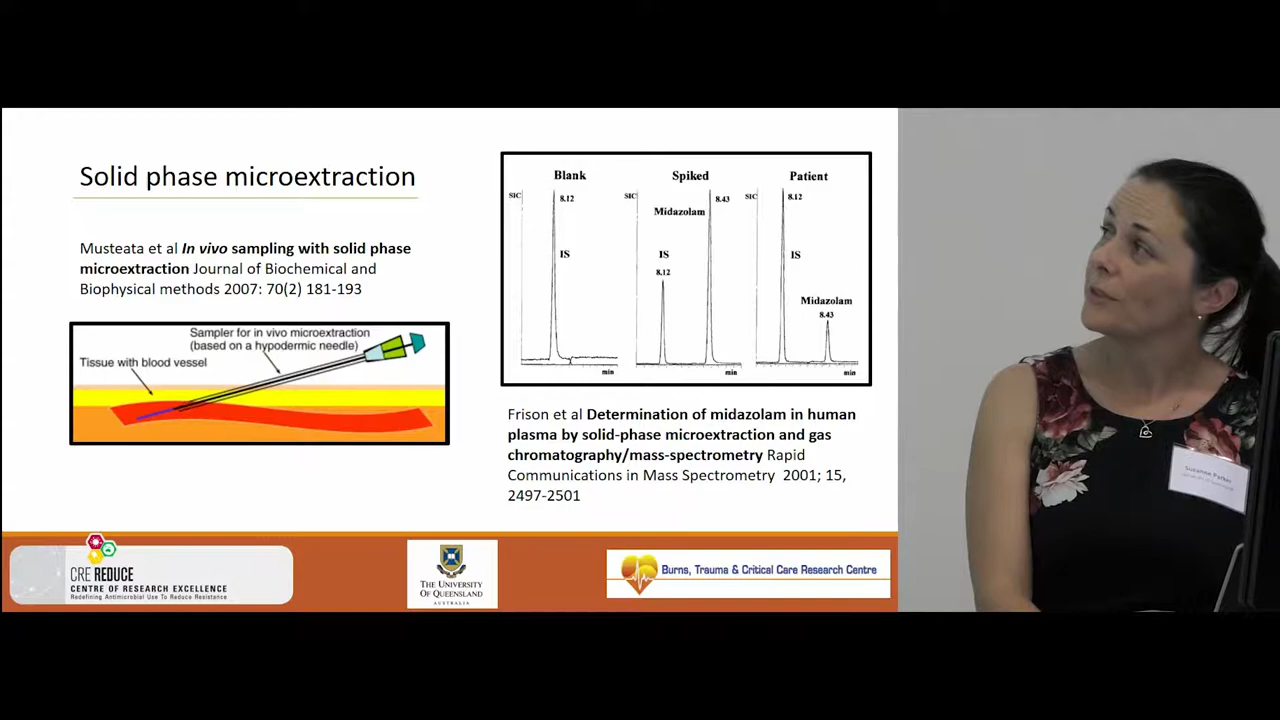 Solid phase microextraction
Musteata et al In vivo sampling with solid phase
microextraction Journal of Biochemical and
Biophysical methods 2007: 70(2) 181-193
Sampler for in vivo microextraction
(based on a hypodermic needle)
Tissue with blood vessel
Blank
Spiked
Patient
SIC
8.12
IS
min
SIC
8.43
Midazolam
IS
8.12
min
SIC
8.12
IS
Midazolam
8.43
min
Frison et al Determination of midazolam in human
plasma by solid-phase microextraction and gas
chromatography/mass-spectrometry Rapid
Communications in Mass Spectrometry 2001; 15,
2497-2501
CRE REDUCE
CENTRE OF RESEARCH EXCELLENCE
Redefining Antimicrobial Use To Reduce Resistance
THE UNIVERSITY
OF QUEENSLAND
AUSTRALIA
Burns, Trauma & Critical Care Research Centre
Suzanne Parker